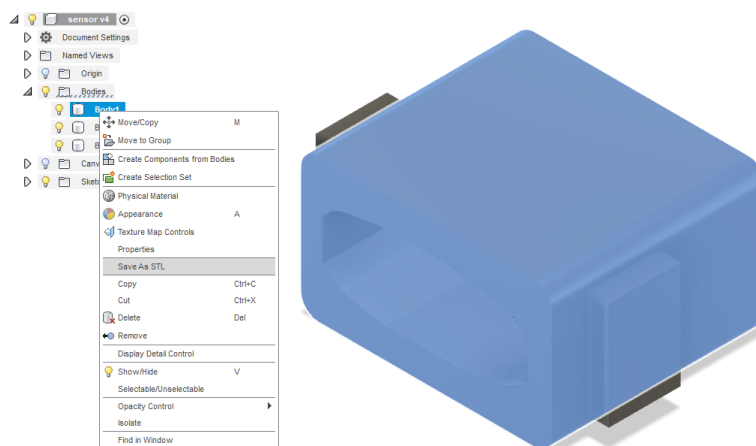 sensor v4
Document Settings
Named Views
Origin
Bodies
Body1
Move/Copy M
B
Move to Group
B
Create Components from Bodies
Canv
Create Selection Set
Sket
Physical Material
Appearance A
Texture Map Controls
Properties
Save As STL
Copy Ctrl+C
Cut Ctrl+X
Delete Del
Remove
Display Detail Control
Show/Hide V
Selectable/Unselectable
Opacity Control
Isolate
Find in Window